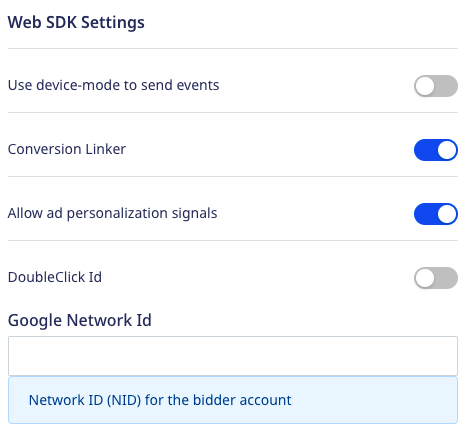 Web SDK Settings
Use device-mode to send events
Conversion Linker
Allow ad personalization signals
DoubleClick Id
Google Network Id
Network ID (NID) for the bidder account